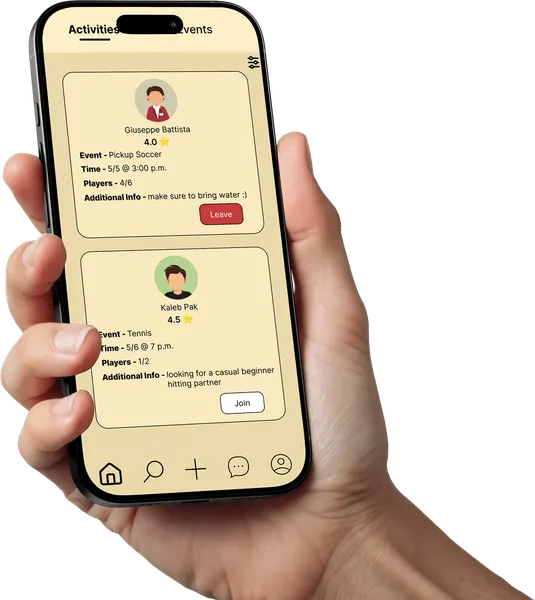 Activities
Events
Giuseppe Battista
4.0
Event - Pickup Soccer
Time - 5/5 @ 3:00 p.m.
Players - 4/6
Additional Info - make sure to bring water :)
Leave
Kaleb Pak
4.5
Event - Tennis
Time - 5/6 @ 7 p.m.
Players - 1/2
Additional Info - looking for a casual beginner
hitting partner
Join